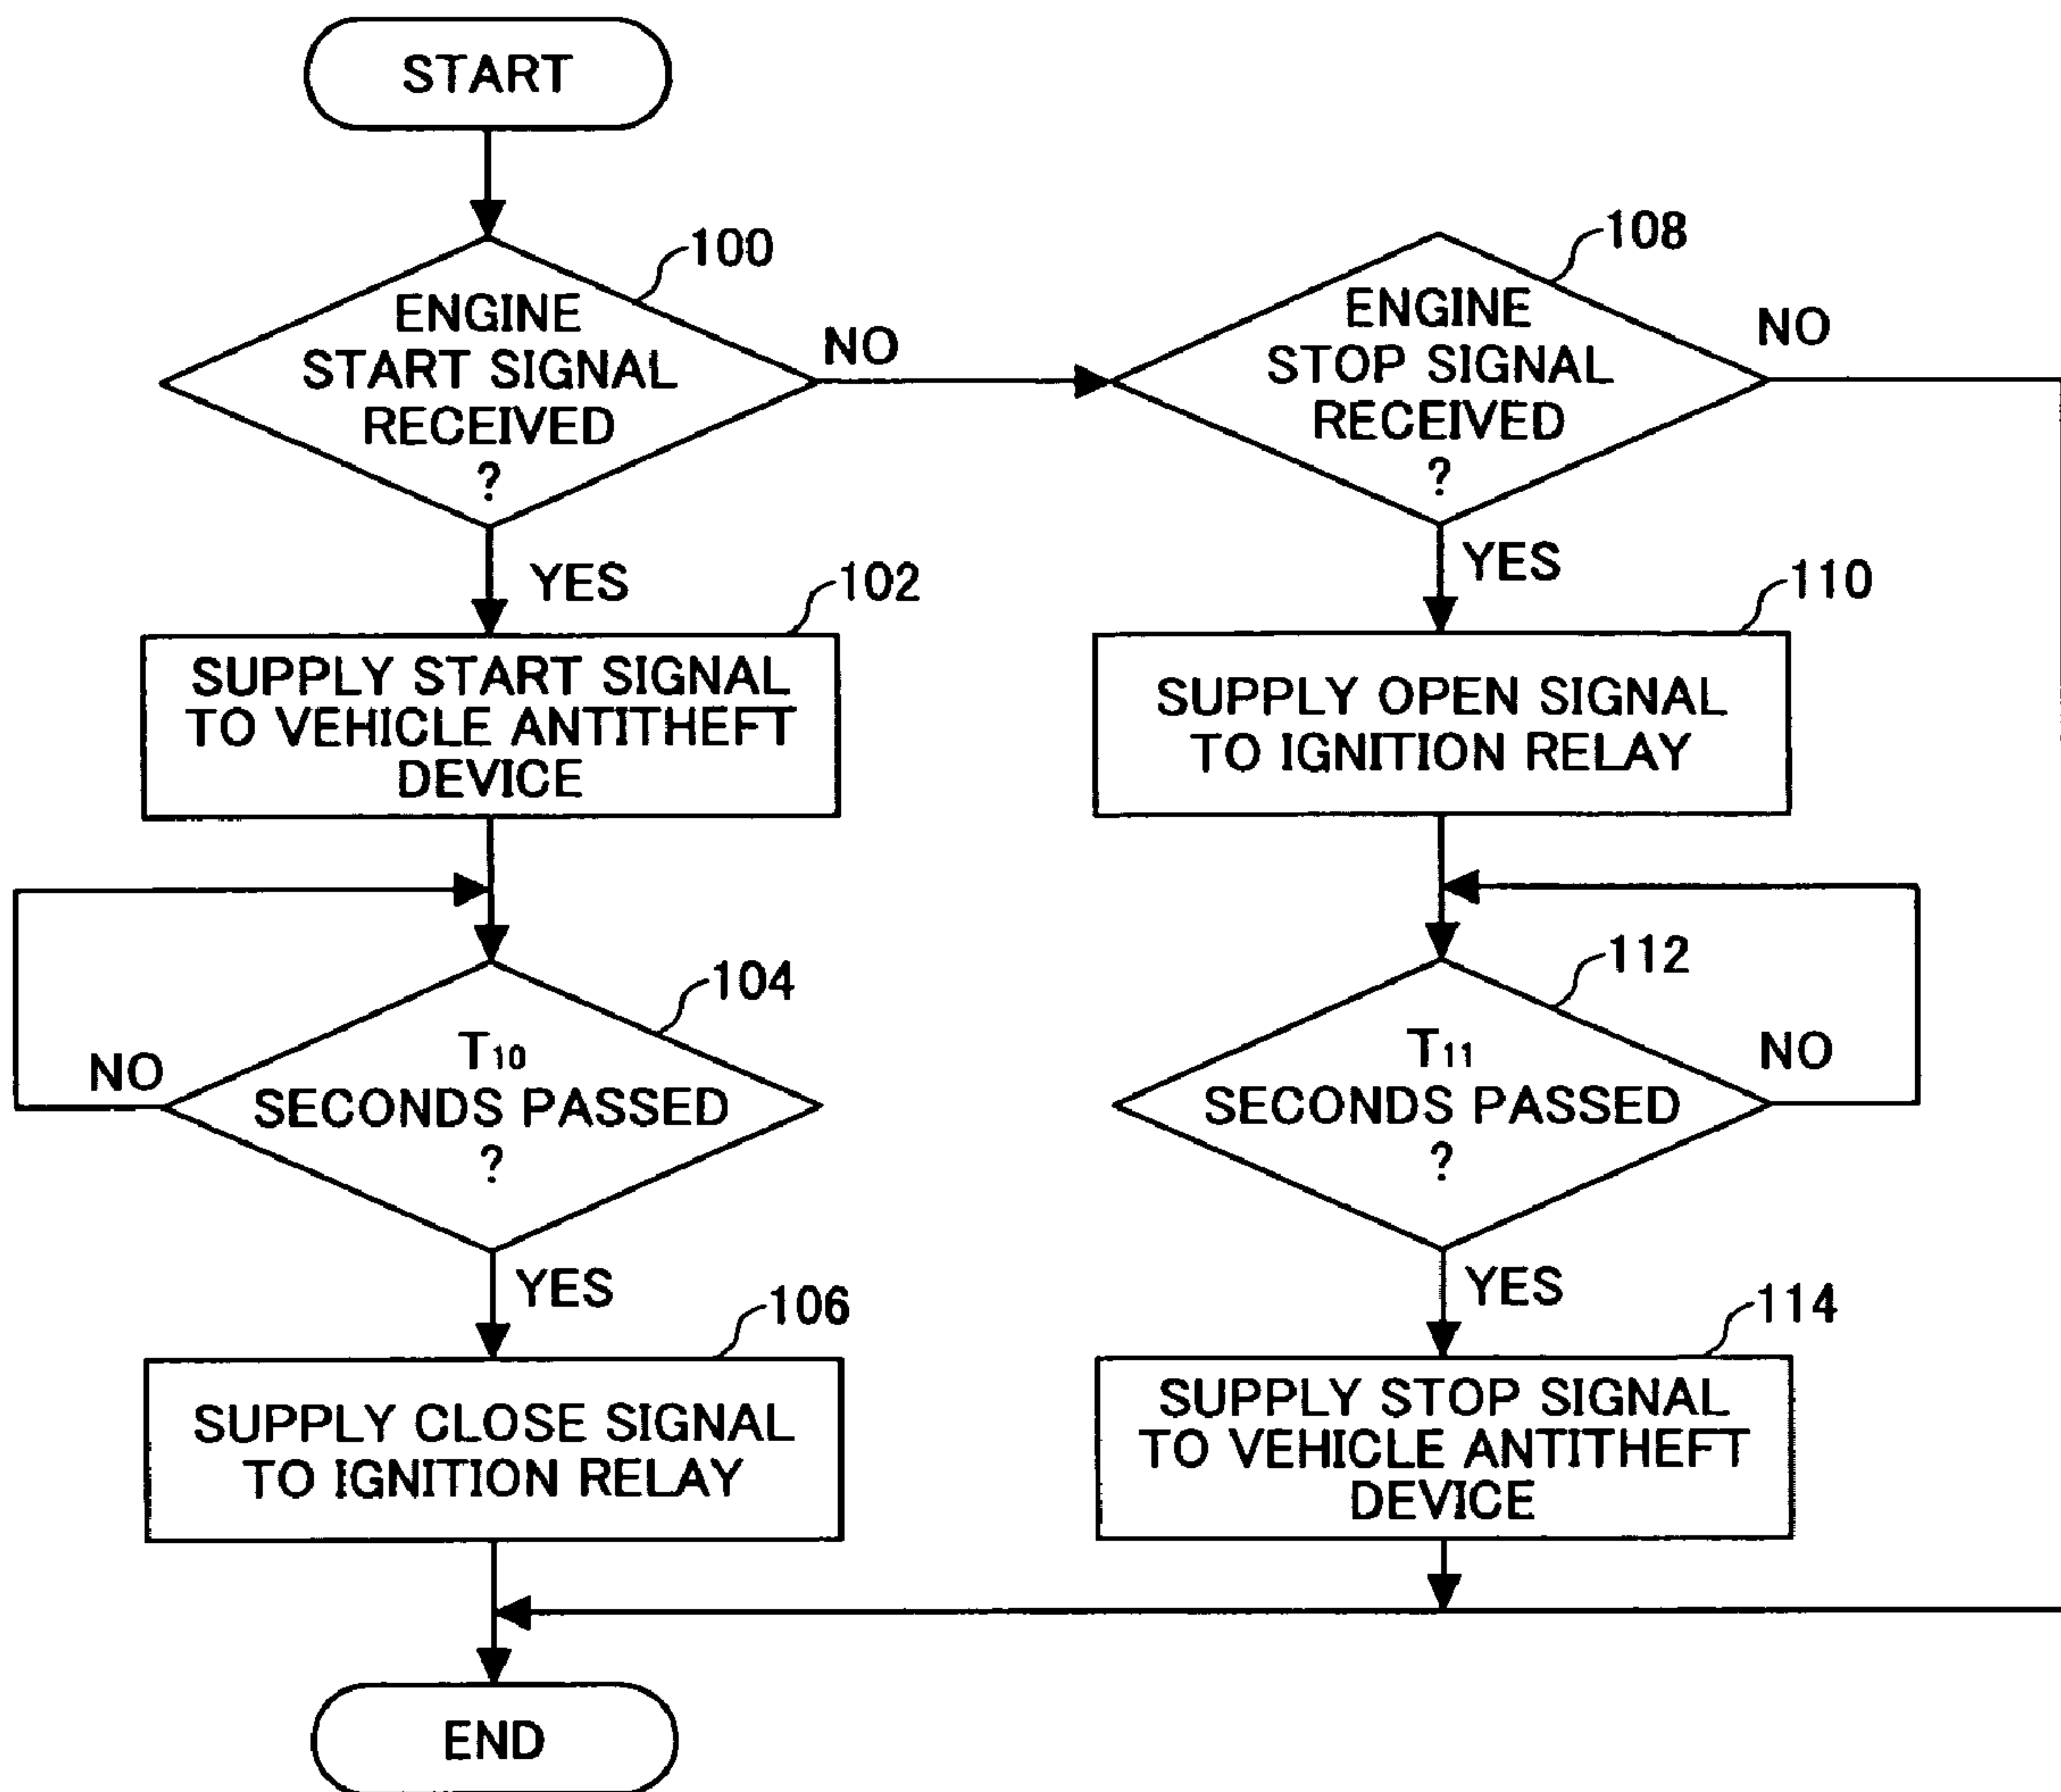 START
100
ENGINE
START SIGNAL
RECEIVED
?
NO
YES
102
SUPPLY START SIGNAL
TO VEHICLE ANTITHEFT
DEVICE
104
T10
SECONDS PASSED
?
NO
YES
106
SUPPLY CLOSE SIGNAL
TO IGNITION RELAY
108
ENGINE
STOP SIGNAL
RECEIVED
?
NO
YES
110
SUPPLY OPEN SIGNAL
TO IGNITION RELAY
112
T11
SECONDS PASSED
?
NO
YES
114
SUPPLY STOP SIGNAL
TO VEHICLE ANTITHEFT
DEVICE
END